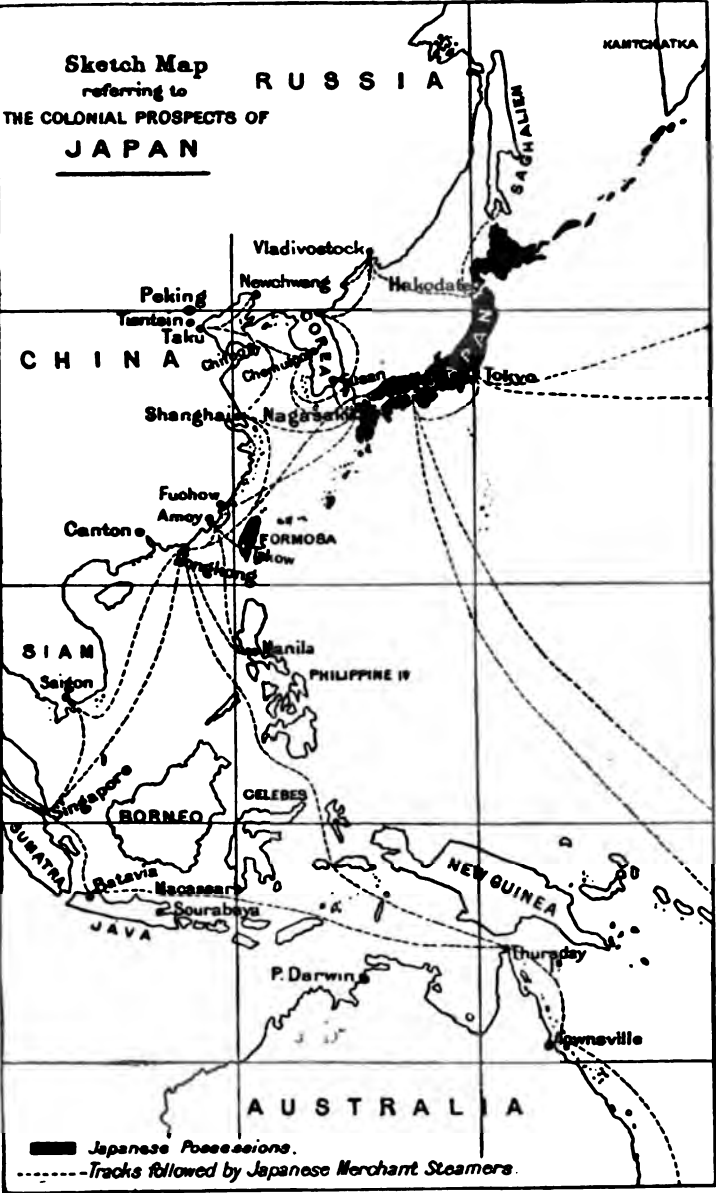 Sketch Map
referring to
THE COLONIAL PROSPECTS OF
JAPAN
RUSSIA
KAMTCHATKA
SAGHALIEN
Vladivostock
Newchwang
Hakodate
Peking
Tientsin
Taku
COREA
CHINA
Chemulpo
Fusan
JAPAN
Tokyo
Shanghai
Nagasaki
Fuchow
Amoy
Canton
FORMOSA
Hongkong
SIAM
Manila
Saigon
PHILIPPINE IS
Singapore
CELEBES
BORNEO
SUMATRA
NEW GUINEA
Batavia
Macassar
Sourabaya
JAVA
Thursday
P. Darwin
Townsville
AUSTRALIA
Japanese Possessions.
Tracks followed by Japanese Merchant Steamers.